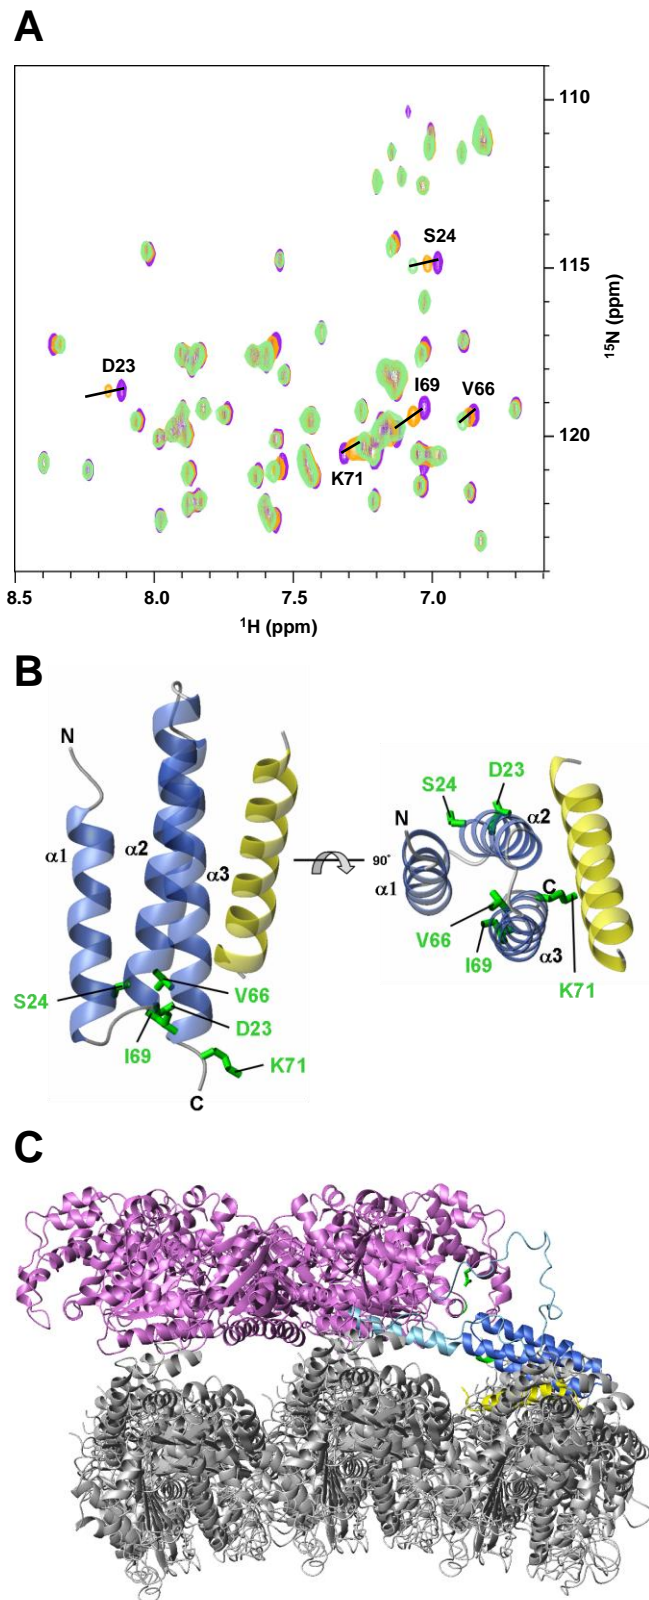 A
110
S24
115
¹⁵N (ppm)
D23
I69
V66
120
K71
8.5 8.0 7.5 7.0
¹H (ppm)
B
N
α1
α2
α3
S24
V66
D23
I69
K71
C
90°
D23
S24
N
α2
α1
C
V66
I69
α3
K71
C